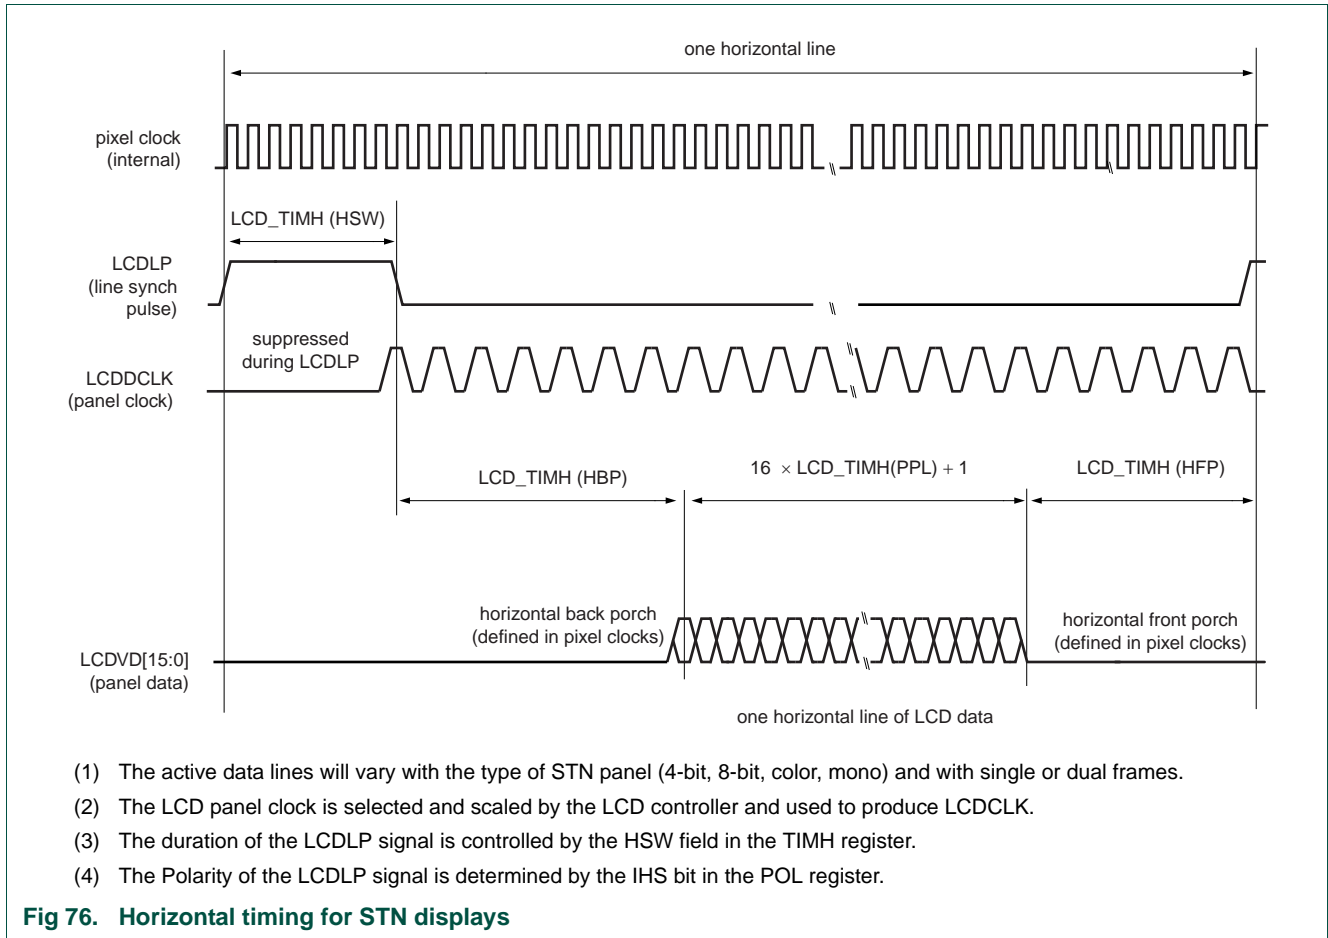 one horizontal line
pixel clock
(internal)
LCD_TIMH (HSW)
LCDLP
(line synch
pulse)
suppressed
during LCDLP
LCDDCLK
(panel clock)
LCD_TIMH (HBP)
16 × LCD_TIMH(PPL) + 1
LCD_TIMH (HFP)
horizontal back porch
(defined in pixel clocks)
horizontal front porch
(defined in pixel clocks)
LCDVD[15:0]
(panel data)
one horizontal line of LCD data
(1) The active data lines will vary with the type of STN panel (4-bit, 8-bit, color, mono) and with single or dual frames.
(2) The LCD panel clock is selected and scaled by the LCD controller and used to produce LCDCLK.
(3) The duration of the LCDLP signal is controlled by the HSW field in the TIMH register.
(4) The Polarity of the LCDLP signal is determined by the IHS bit in the POL register.
Fig 76. Horizontal timing for STN displays